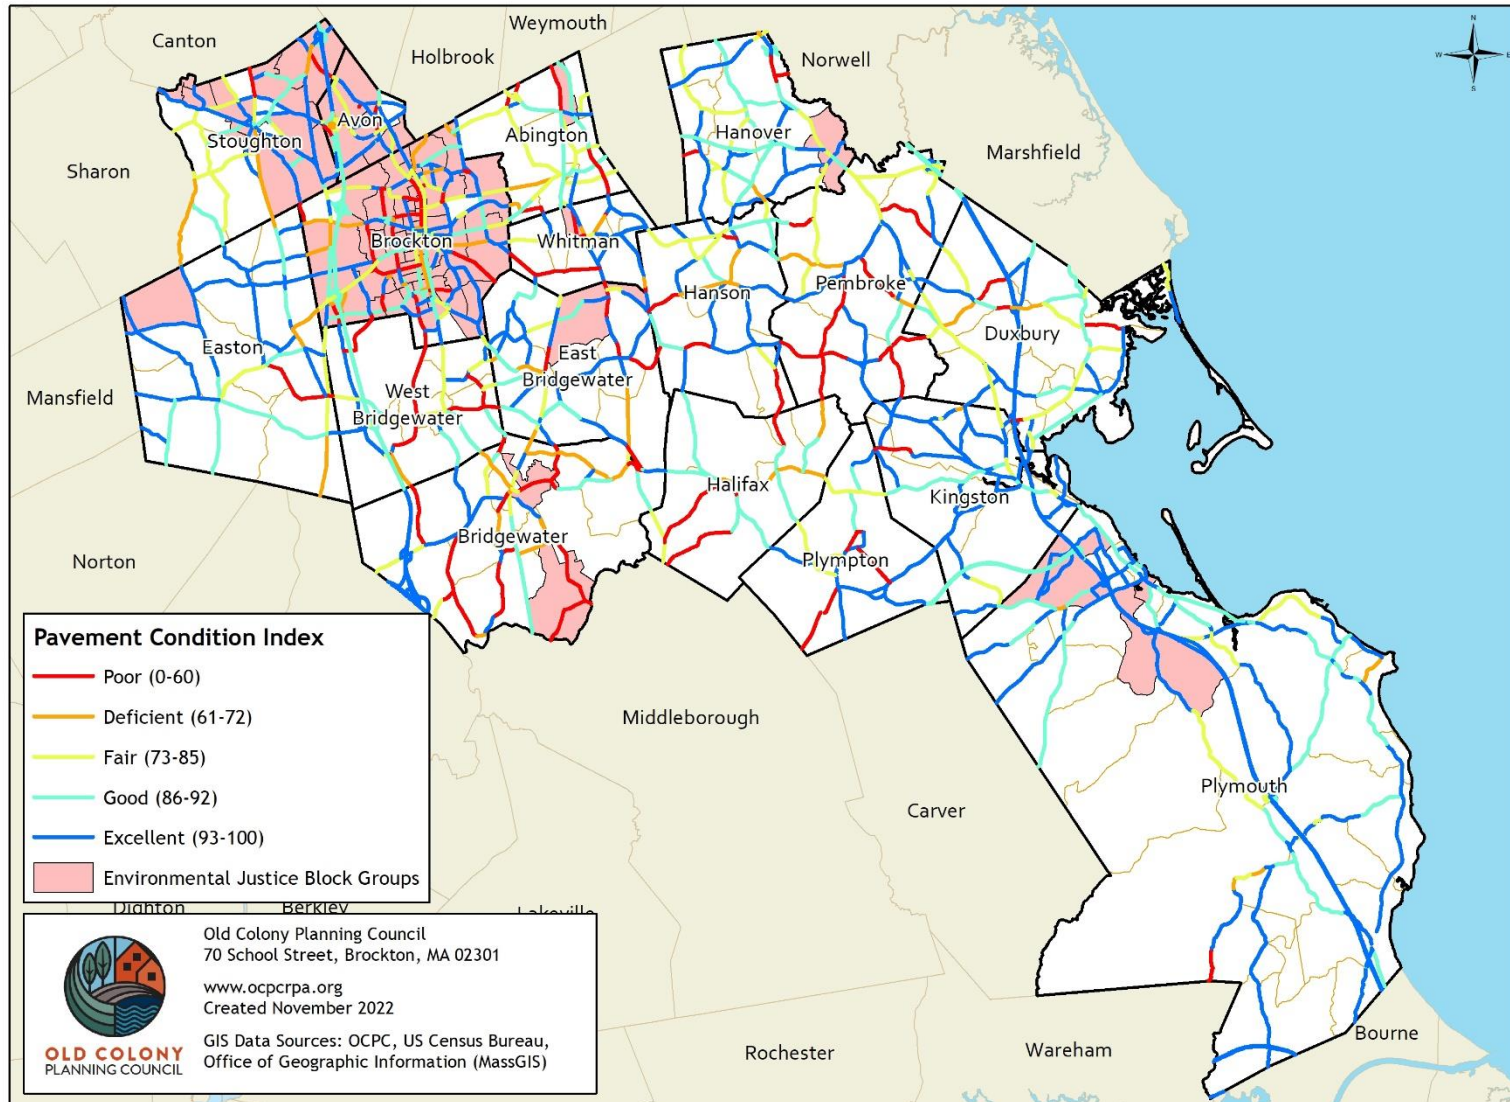 Weymouth
Canton
Holbrook
Norwell
N
W
E
S
Avon
Stoughton
Abington
Hanover
Marshfield
Sharon
Brockton
Whitman
Hanson
Pembroke
Duxbury
Easton
East
Bridgewater
Mansfield
West
Bridgewater
Halifax
Kingston
Bridgewater
Norton
Plympton
Middleborough
Plymouth
Carver
Dighton
Berkley
Lakeville
Rochester
Wareham
Bourne
Pavement Condition Index
Poor (0-60)
Deficient (61-72)
Fair (73-85)
Good (86-92)
Excellent (93-100)
Environmental Justice Block Groups
OLD COLONY
PLANNING COUNCIL
Old Colony Planning Council
70 School Street, Brockton, MA 02301
www.ocpcrpa.org
Created November 2022
GIS Data Sources: OCPC, US Census Bureau,
Office of Geographic Information (MassGIS)